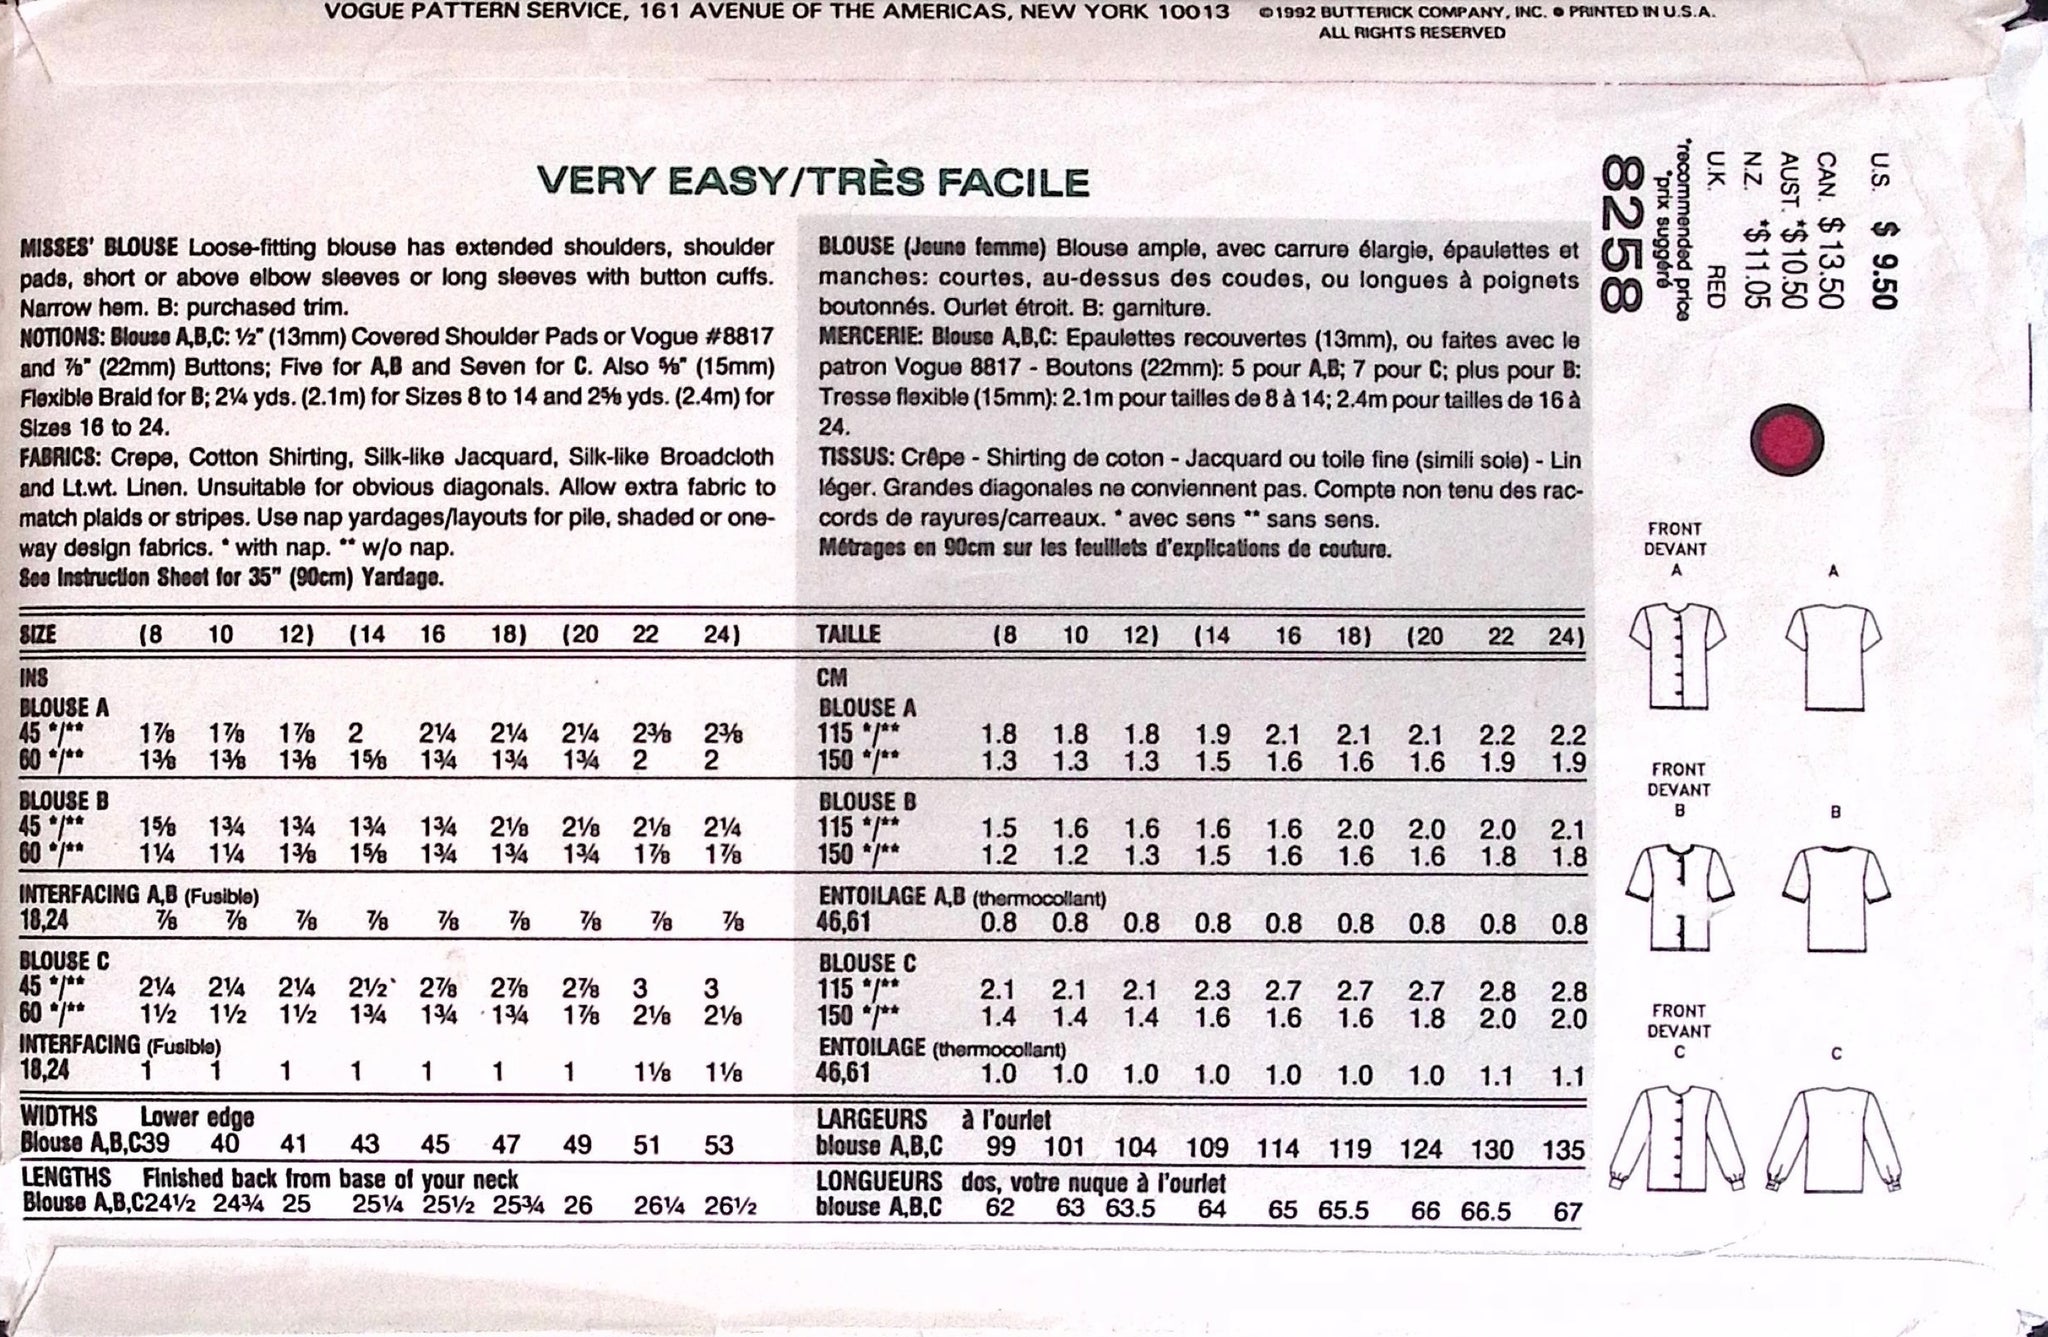 VOGUE PATTERN SERVICE, 161 AVENUE OF THE AMERICAS, NEW YORK 10013 ©1992 BUTTERICK COMPANY, INC. ● PRINTED IN U.S.A.
ALL RIGHTS RESERVED
VERY EASY/TRÈS FACILE
MISSES' BLOUSE Loose-fitting blouse has extended shoulders, shoulder
pads, short or above elbow sleeves or long sleeves with button cuffs.
Narrow hem. B: purchased trim.
NOTIONS: Blouse A,B,C: ½" (13mm) Covered Shoulder Pads or Vogue #8817
and ⅞" (22mm) Buttons; Five for A,B and Seven for C. Also ⅝" (15mm)
Flexible Braid for B; 2¼ yds. (2.1m) for Sizes 8 to 14 and 2⅝ yds. (2.4m) for
Sizes 16 to 24.
FABRICS: Crepe, Cotton Shirting, Silk-like Jacquard, Silk-like Broadcloth
and Lt.wt. Linen. Unsuitable for obvious diagonals. Allow extra fabric to
match plaids or stripes. Use nap yardages/layouts for pile, shaded or one-
way design fabrics. * with nap. ** w/o nap.
See Instruction Sheet for 35" (90cm) Yardage.
BLOUSE (Jeune femme) Blouse ample, avec carrure élargie, épaulettes et
manches: courtes, au-dessus des coudes, ou longues à poignets
boutonnés. Ourlet étroit. B: garniture.
MERCERIE: Blouse A,B,C: Epaulettes recouvertes (13mm), ou faites avec le
patron Vogue 8817 - Boutons (22mm): 5 pour A,B; 7 pour C; plus pour B:
Tresse flexible (15mm): 2.1m pour tailles de 8 à 14; 2.4m pour tailles de 16 à
24.
TISSUS: Crêpe - Shirting de coton - Jacquard ou toile fine (simili soie) - Lin
léger. Grandes diagonales ne conviennent pas. Compte non tenu des rac-
cords de rayures/carreaux. * avec sens ** sans sens.
Métrages en 90cm sur les feuillets d'explications de couture.
SIZE (8 10 12) (14 16 18) (20 22 24)
INS
BLOUSE A
45 */** 1⅞ 1⅞ 1⅞ 2 2¼ 2¼ 2¼ 2⅜ 2⅜
60 */** 1⅜ 1⅜ 1⅜ 1⅝ 1¾ 1¾ 1¾ 2 2
BLOUSE B
45 */** 1⅝ 1¾ 1¾ 1¾ 1¾ 2⅛ 2⅛ 2⅛ 2¼
60 */** 1¼ 1¼ 1⅜ 1⅝ 1¾ 1¾ 1¾ 1⅞ 1⅞
INTERFACING A,B (Fusible)
18,24 ⅞ ⅞ ⅞ ⅞ ⅞ ⅞ ⅞ ⅞ ⅞
BLOUSE C
45 */** 2¼ 2¼ 2¼ 2½ 2⅞ 2⅞ 2⅞ 3 3
60 */** 1½ 1½ 1½ 1¾ 1¾ 1¾ 1⅞ 2⅛ 2⅛
INTERFACING (Fusible)
18,24 1 1 1 1 1 1 1 1⅛ 1⅛
WIDTHS Lower edge
Blouse A,B,C39 40 41 43 45 47 49 51 53
LENGTHS Finished back from base of your neck
Blouse A,B,C24½ 24¾ 25 25¼ 25½ 25¾ 26 26¼ 26½
TAILLE (8 10 12) (14 16 18) (20 22 24)
CM
BLOUSE A
115 */** 1.8 1.8 1.8 1.9 2.1 2.1 2.1 2.2 2.2
150 */** 1.3 1.3 1.3 1.5 1.6 1.6 1.6 1.9 1.9
BLOUSE B
115 */** 1.5 1.6 1.6 1.6 1.6 2.0 2.0 2.0 2.1
150 */** 1.2 1.2 1.3 1.5 1.6 1.6 1.6 1.8 1.8
ENTOILAGE A,B (thermocollant)
46,61 0.8 0.8 0.8 0.8 0.8 0.8 0.8 0.8 0.8
BLOUSE C
115 */** 2.1 2.1 2.1 2.3 2.7 2.7 2.7 2.8 2.8
150 */** 1.4 1.4 1.4 1.6 1.6 1.6 1.8 2.0 2.0
ENTOILAGE (thermocollant)
46,61 1.0 1.0 1.0 1.0 1.0 1.0 1.0 1.1 1.1
LARGEURS à l'ourlet
blouse A,B,C 99 101 104 109 114 119 124 130 135
LONGUEURS dos, votre nuque à l'ourlet
blouse A,B,C 62 63 63.5 64 65 65.5 66 66.5 67
U.S. $ 9.50
CAN. $ 13.50
AUST. *$ 10.50
N.Z. *$ 11.05
U.K. RED
*recommended price
*prix suggéré
8258
FRONT
DEVANT
A
A
FRONT
DEVANT
B
B
FRONT
DEVANT
C
C